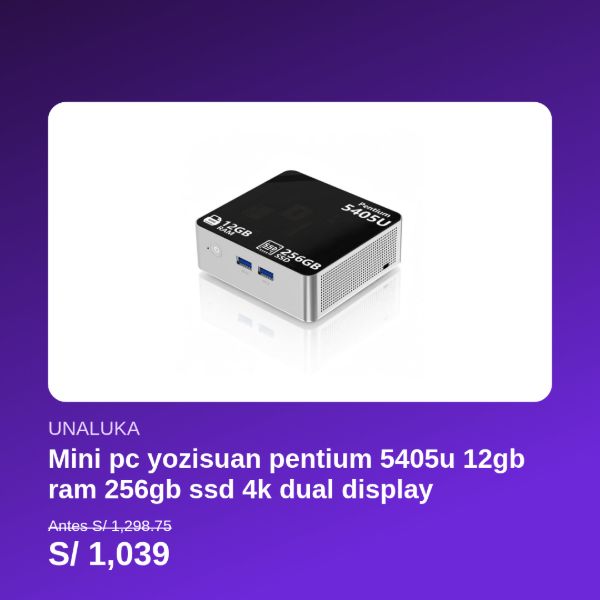 Pentium
5405U
12GB
RAM
SSD
256GB
SSD
UNALUKA
Mini pc yozisuan pentium 5405u 12gb
ram 256gb ssd 4k dual display
Antes S/ 1,298.75
S/ 1,039